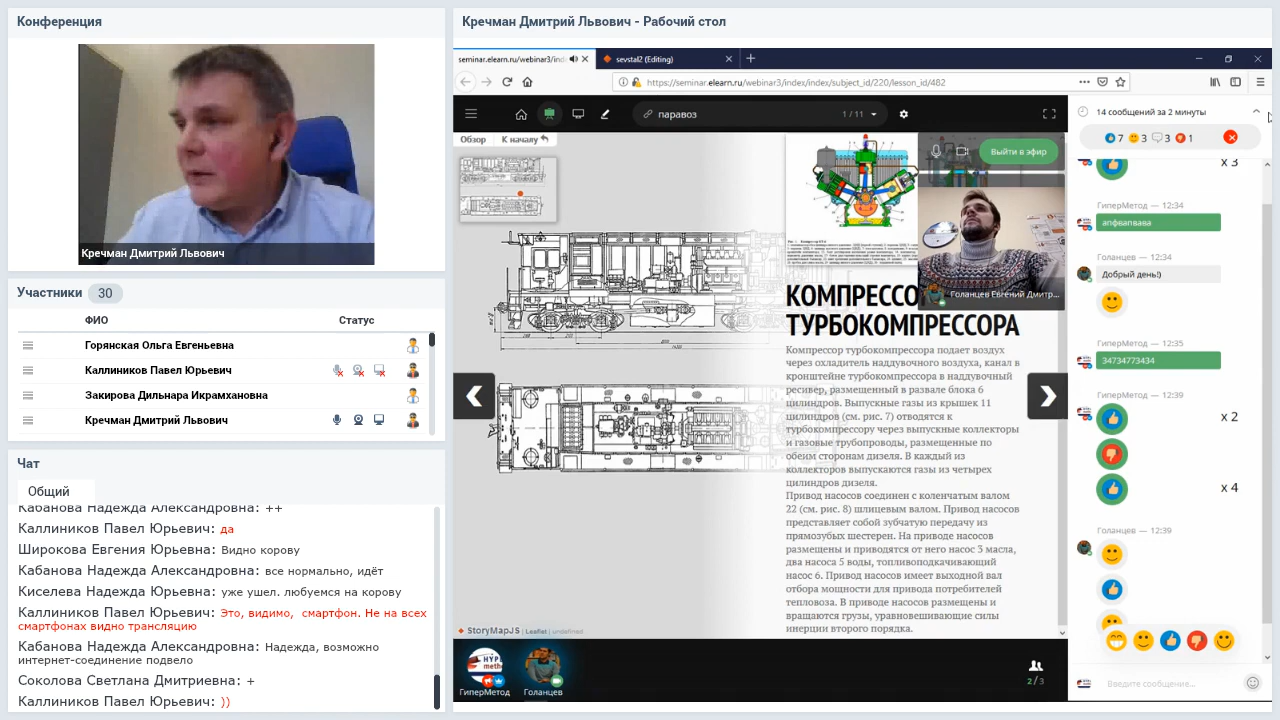 Конференция
Кречман Дмитрий Львович
Участники 30
ФИО Статус
Горянская Ольга Евгеньевна
Каллиников Павел Юрьевич
Закирова Дильнара Икрамхановна
Кречман Дмитрий Львович
Чат
Общий
Кабанова Надежда Александровна: ++
Каллиников Павел Юрьевич: да
Широкова Евгения Юрьевна: Видно корову
Кабанова Надежда Александровна: все нормально, идёт
Киселева Надежда Юрьевна: уже ушел. любуемся на корову
Каллиников Павел Юрьевич: Это, видимо, смартфон. Не на всех
смартфонах видно трансляцию
Кабанова Надежда Александровна: Надежда, возможно
интернет-соединение подвело
Соколова Светлана Дмитриевна: +
Каллиников Павел Юрьевич: ))
Кречман Дмитрий Львович - Рабочий стол
seminar.elearn.ru/webinar3/ind
sevstal2 (Editing)
https://seminar.elearn.ru/webinar3/index/index/subject_id/220/lesson_id/482
паровоз 1 / 11
Обзор К началу
Выйти в эфир
Голанцев Евгений Дмитр...
КОМПРЕССО
ТУРБОКОМПРЕССОРА
Компрессор турбокомпрессора подает воздух
через охладитель наддувочного воздуха, канал в
кронштейне турбокомпрессора в наддувочный
ресивер, размещенный в развале блока 6
цилиндров. Выпускные газы из крышек 11
цилиндров (см. рис. 7) отводятся к
турбокомпрессору через выпускные коллекторы
и газовые трубопроводы, размещенные по
обеим сторонам дизеля. В каждый из
коллекторов выпускаются газы из четырех
цилиндров дизеля.
Привод насосов соединен с коленчатым валом
22 (см. рис. 8) шлицевым валом. Привод насосов
представляет собой зубчатую передачу из
прямозубых шестерен. На приводе насосов
размещены и приводятся от него насос 3 масла,
два насоса 5 воды, топливоподкачивающий
насос 6. Привод насосов имеет выходной вал
отбора мощности для привода потребителей
тепловоза. В приводе насосов размещены и
вращаются грузы, уравновешивающие силы
инерции второго порядка.
StoryMapJS | Leaflet | undefined
ГиперМетод
Голанцев
2 / 3
14 сообщений за 2 минуты
7 3 3 1
x 3
ГиперМетод — 12:34
апфвапвава
Голанцев — 12:34
Добрый день!)
ГиперМетод — 12:35
34734773434
ГиперМетод — 12:39
x 2
x 4
Голанцев — 12:39
Введите сообщение...